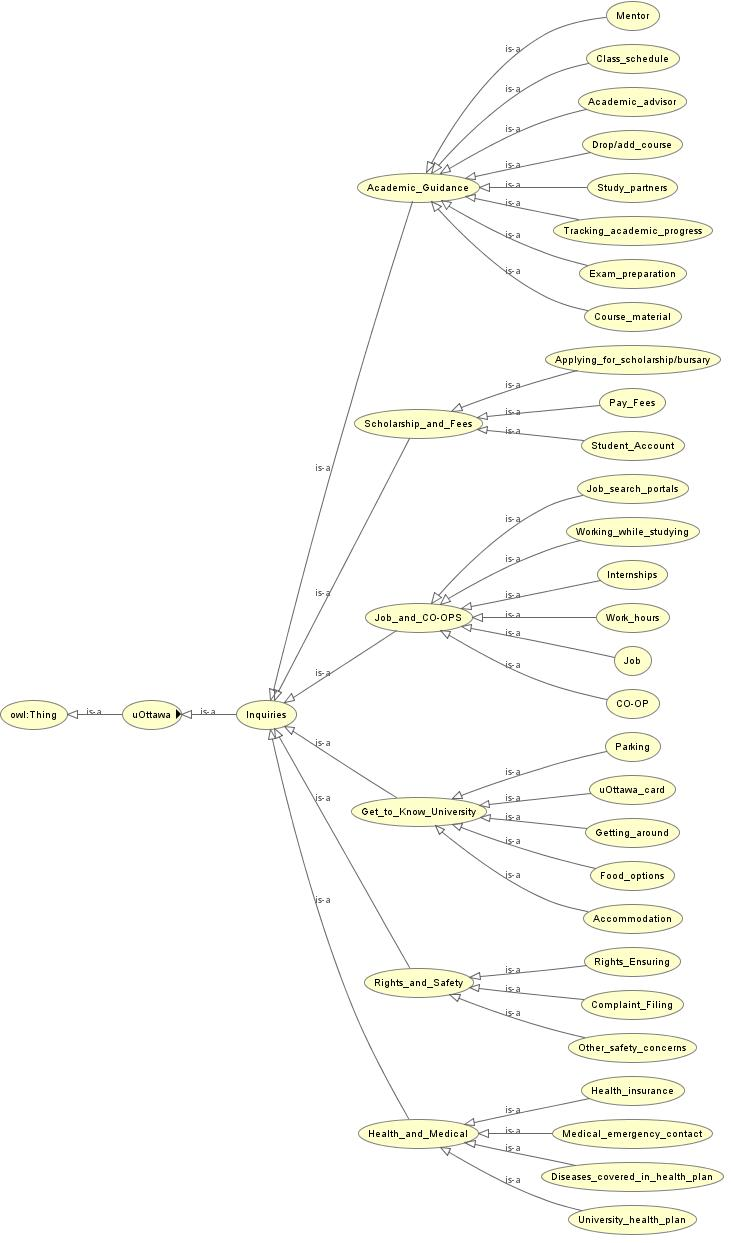 Mentor
is-a
Class_schedule
is-a
Academic_advisor
is-a
Drop/add_course
is-a
Academic_Guidance
is-a
Study_partners
is-a
Tracking_academic_progress
is-a
Exam_preparation
is-a
Course_material
Applying_for_scholarship/bursary
is-a
Pay_Fees
is-a
Scholarship_and_Fees
is-a
Student_Account
is-a
Job_search_portals
is-a
Working_while_studying
is-a
Internships
is-a
is-a
Job_and_CO-OPS
is-a
Work_hours
is-a
Job
is-a
is-a
CO-OP
owl:Thing
is-a
uOttawa
is-a
Inquiries
is-a
Parking
is-a
uOttawa_card
is-a
is-a
Get_to_Know_University
is-a
Getting_around
is-a
Food_options
is-a
is-a
Accommodation
Rights_Ensuring
is-a
Rights_and_Safety
is-a
Complaint_Filing
is-a
Other_safety_concerns
Health_insurance
is-a
Health_and_Medical
is-a
Medical_emergency_contact
is-a
Diseases_covered_in_health_plan
is-a
University_health_plan